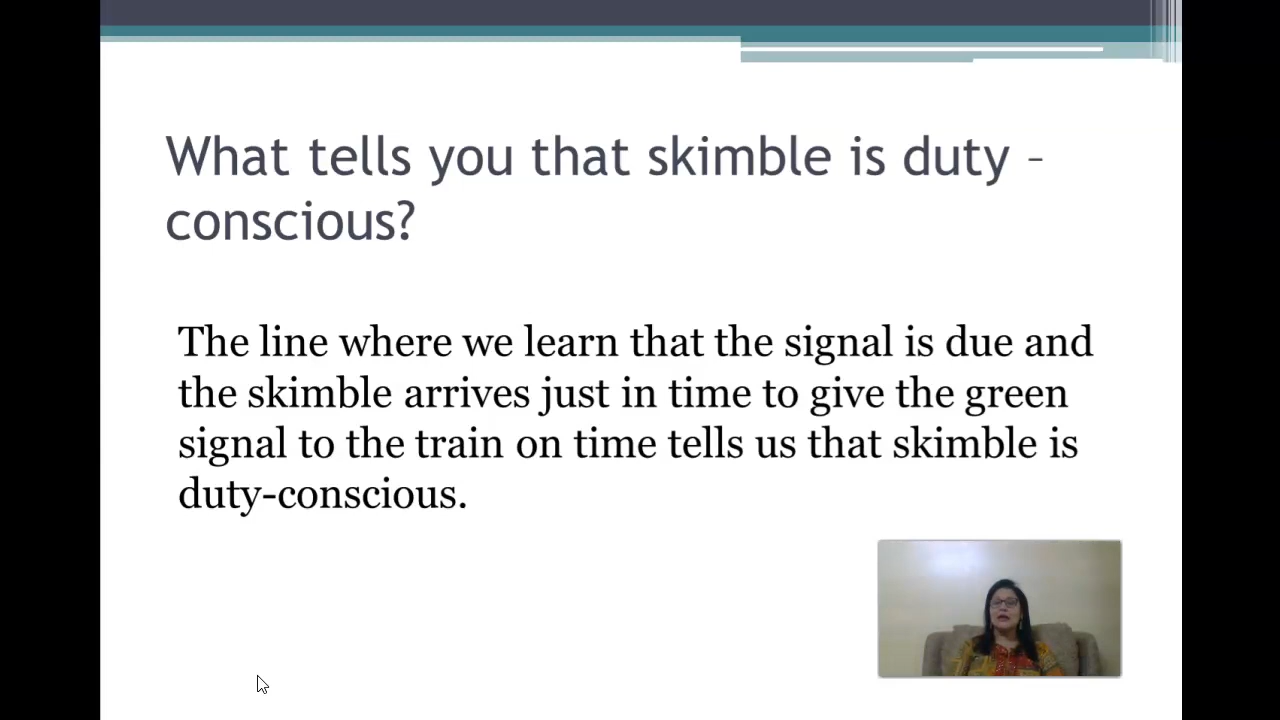 What tells you that skimble is duty –
conscious?
The line where we learn that the signal is due and
the skimble arrives just in time to give the green
signal to the train on time tells us that skimble is
duty-conscious.